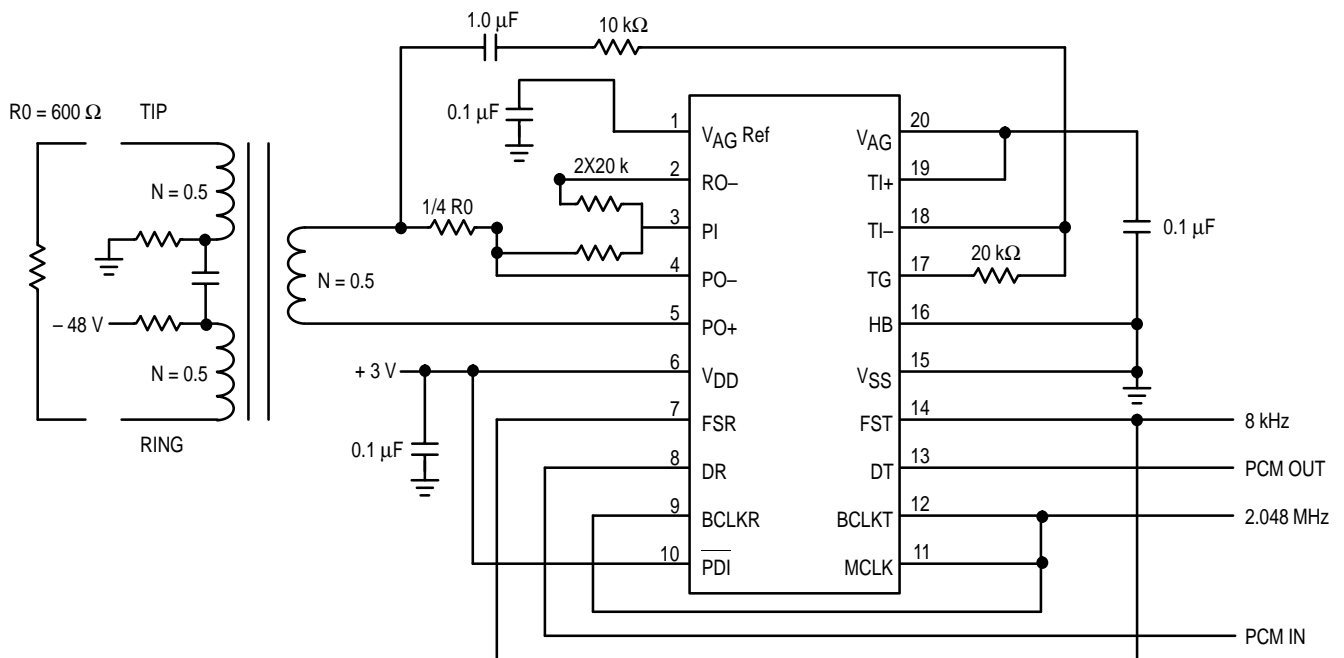 1.0 μF
10 kΩ
R0 = 600 Ω
TIP
0.1 μF
N = 0.5
– 48 V
N = 0.5
RING
N = 0.5
1/4 R0
2X20 k
+ 3 V
0.1 μF
1
VAG Ref
2
RO–
3
PI
4
PO–
5
PO+
6
VDD
7
FSR
8
DR
9
BCLKR
10
PDI
20
VAG
19
TI+
18
TI–
17
TG
20 kΩ
0.1 μF
16
HB
15
VSS
14
FST
8 kHz
13
DT
PCM OUT
12
BCLKT
2.048 MHz
11
MCLK
PCM IN